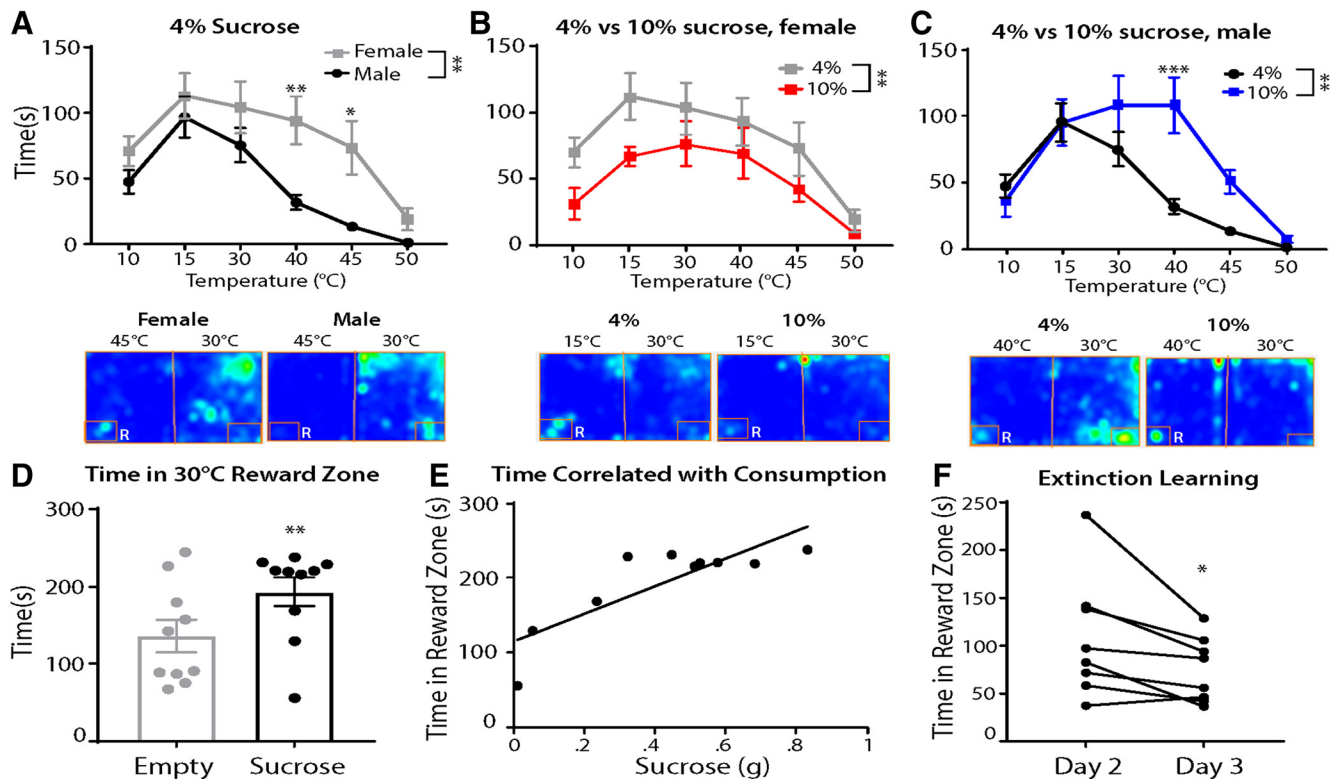 A
4% Sucrose
150
100
50
0
Time(s)
Female
Male
**
**
*
10 15 30 40 45 50
Temperature (°C)
Female Male
45°C 30°C 45°C 30°C
R R
B
4% vs 10% sucrose, female
150
100
50
0
4%
10%
**
10 15 30 40 45 50
Temperature (°C)
4% 10%
15°C 30°C 15°C 30°C
R R
C
4% vs 10% sucrose, male
150
100
50
0
4%
10%
**
***
10 15 30 40 45 50
Temperature (°C)
4% 10%
40°C 30°C 40°C 30°C
R R
D
Time in 30°C Reward Zone
300
200
100
0
Time(s)
**
Empty Sucrose
E
Time Correlated with Consumption
300
200
100
0
Time in Reward Zone (s)
0 .2 .4 .6 .8 1
Sucrose (g)
F
Extinction Learning
250
200
150
100
50
0
Time in Reward Zone (s)
*
Day 2 Day 3